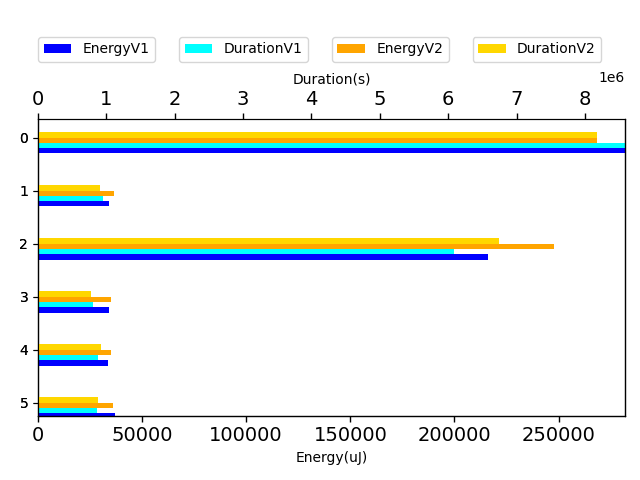 EnergyV1 DurationV1 EnergyV2 DurationV2
Duration(s)
1e6
0 1 2 3 4 5 6 7 8
0
1
2
3
4
5
0 50000 100000 150000 200000 250000
Energy(uJ)